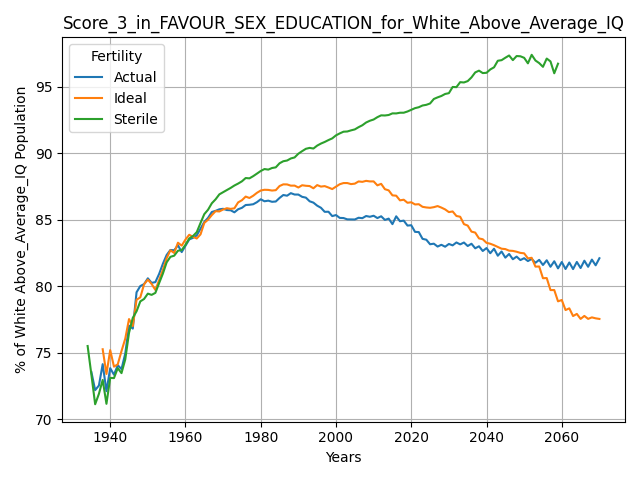 Score_3_in_FAVOUR_SEX_EDUCATION_for_White_Above_Average_IQ
Fertility
Actual
Ideal
Sterile
% of White Above_Average_IQ Population
95
90
85
80
75
70
1940
1960
1980
2000
2020
2040
2060
Years